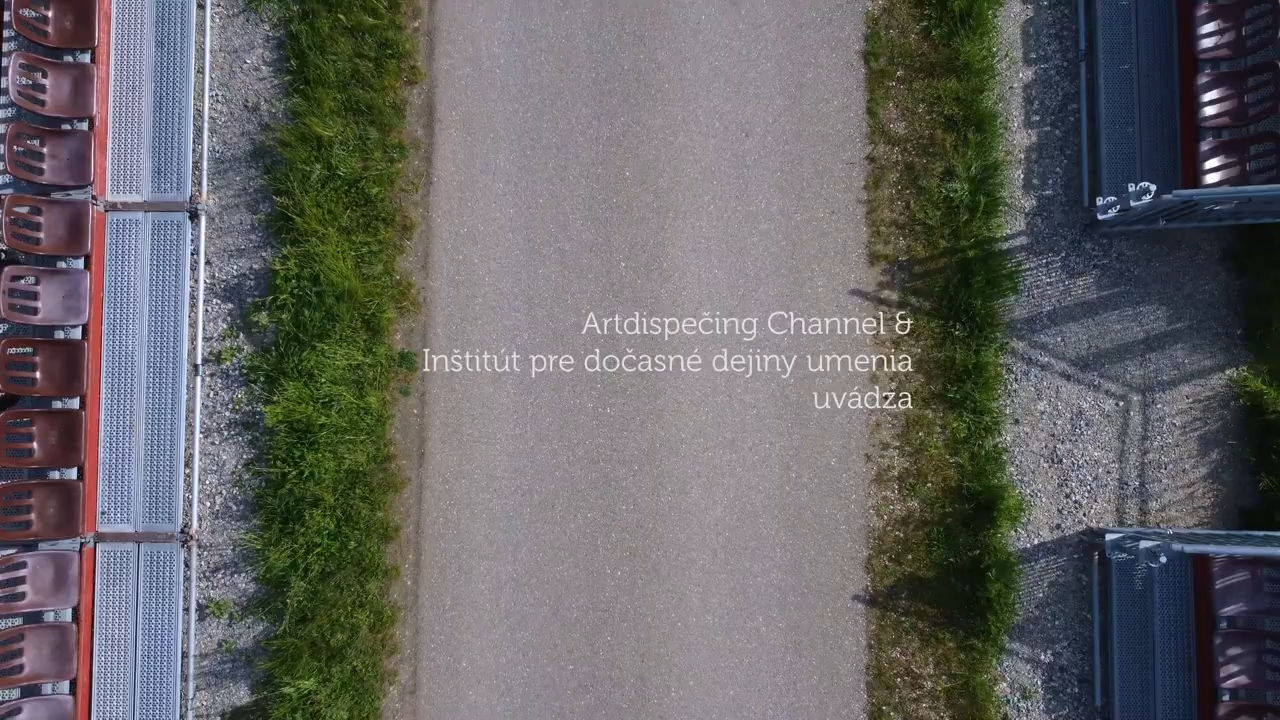 Artdispečing Channel &
Inštitút pre dočasné dejiny umenia
uvádza